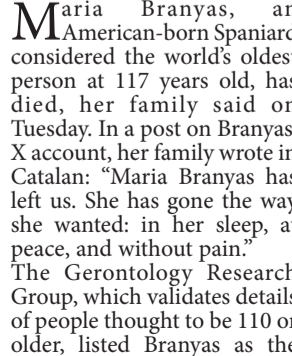 Maria Branyas, an
American-born Spaniard
considered the world's oldest
person at 117 years old, has
died, her family said on
Tuesday. In a post on Branyas
X account, her family wrote in
Catalan: “Maria Branyas has
left us. She has gone the way
she wanted: in her sleep, at
peace, and without pain.”
The Gerontology Research
Group, which validates details
of people thought to be 110 or
older, listed Branyas as the